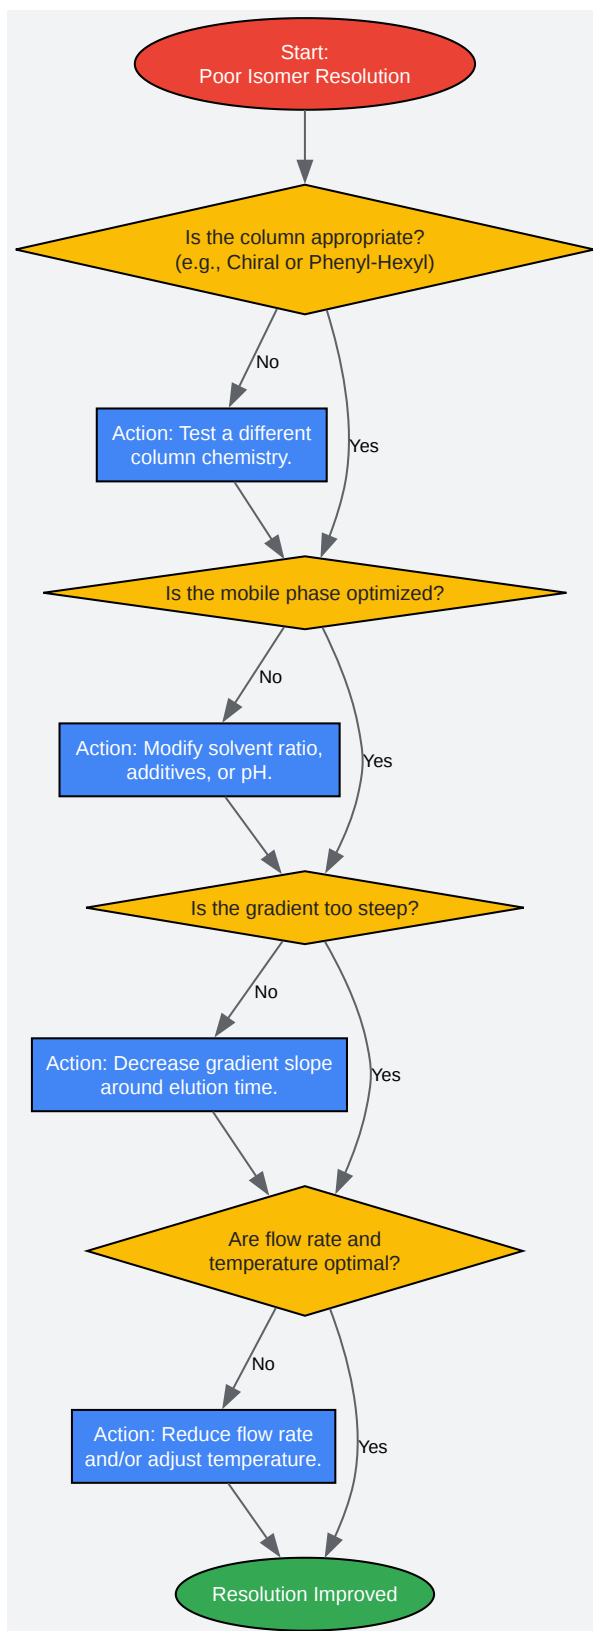 Start:
Poor Isomer Resolution
Is the column appropriate?
(e.g., Chiral or Phenyl-Hexyl)
No
Action: Test a different
column chemistry.
Yes
Is the mobile phase optimized?
No
Action: Modify solvent ratio,
additives, or pH.
Yes
Is the gradient too steep?
No
Action: Decrease gradient slope
around elution time.
Yes
Are flow rate and
temperature optimal?
No
Action: Reduce flow rate
and/or adjust temperature.
Yes
Resolution Improved